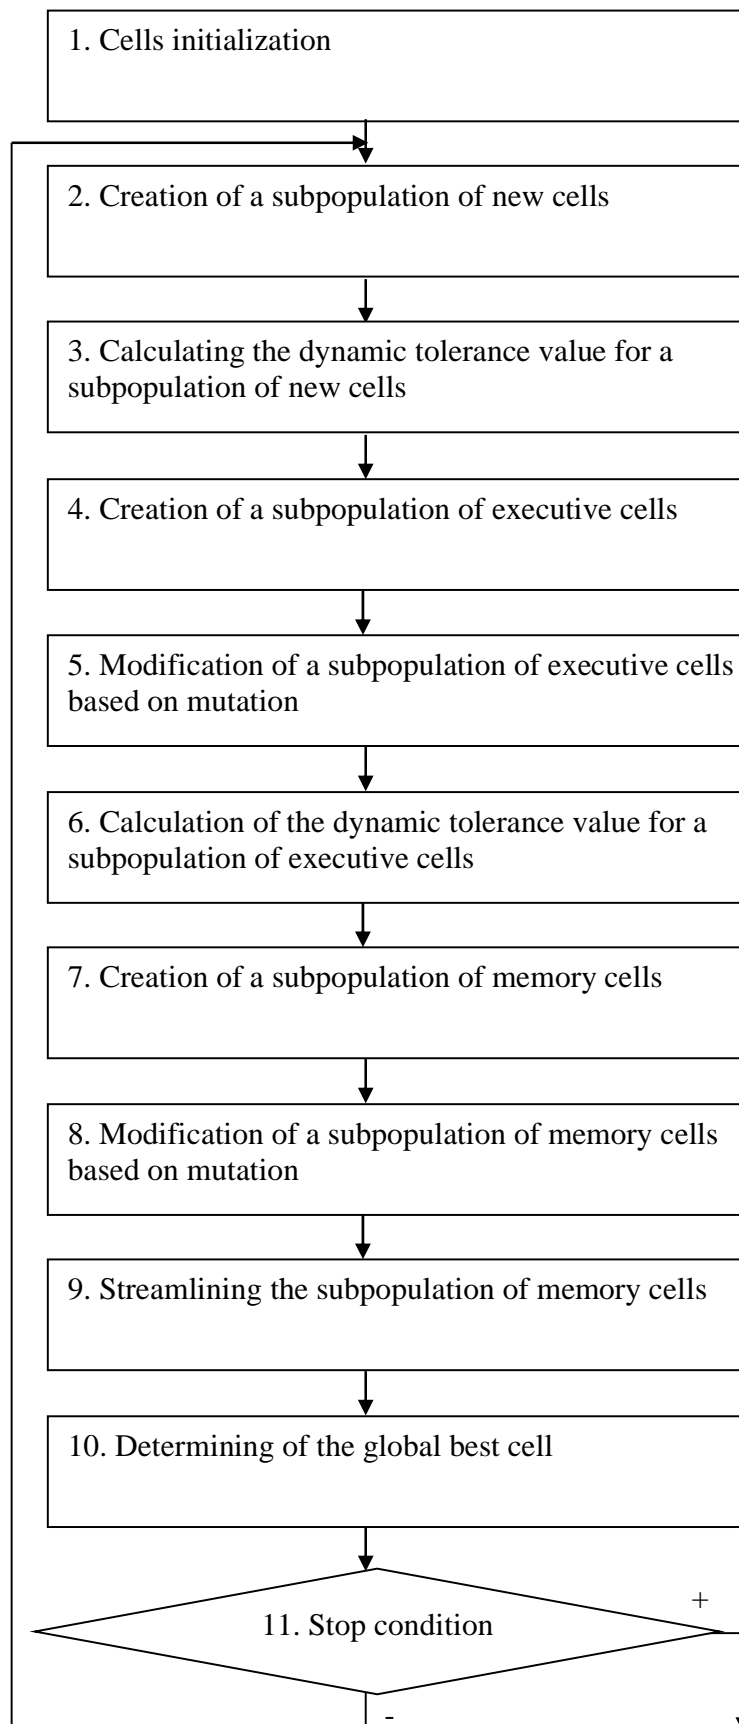 1. Cells initialization
2. Creation of a subpopulation of new cells
3. Calculating the dynamic tolerance value for a
subpopulation of new cells
4. Creation of a subpopulation of executive cells
5. Modification of a subpopulation of executive cells
based on mutation
6. Calculation of the dynamic tolerance value for a
subpopulation of executive cells
7. Creation of a subpopulation of memory cells
8. Modification of a subpopulation of memory cells
based on mutation
9. Streamlining the subpopulation of memory cells
10. Determining of the global best cell
+
11. Stop condition
-